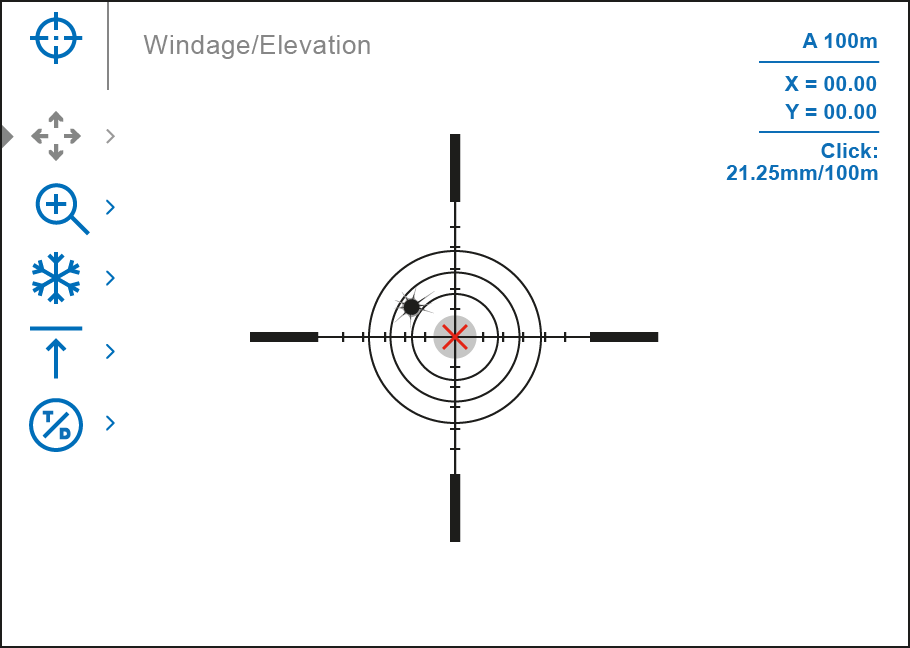 Windage/Elevation
A 100m
X = 00.00
Y = 00.00
Click:
21.25mm/100m
T
D